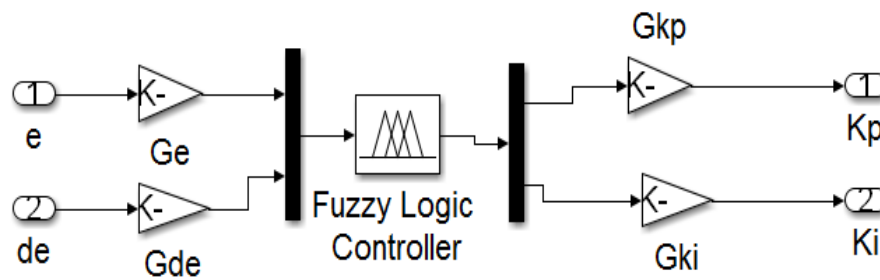 Gkp
1
K-
K-
1
e
Ge
Kp
2
K-
Fuzzy Logic
Controller
K-
2
de
Gde
Gki
Ki